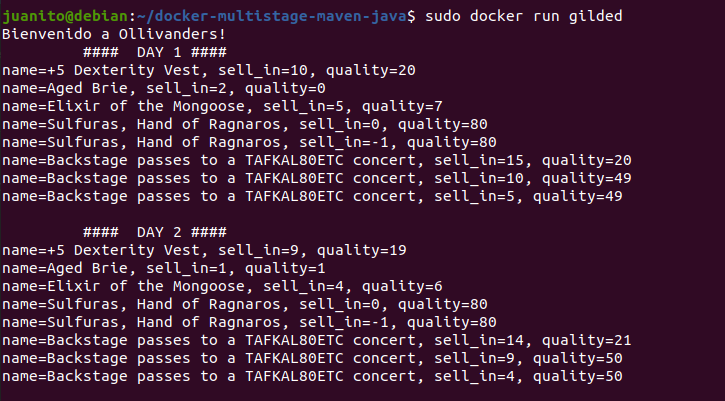 juanito@debian:~/docker-multistage-maven-java$ sudo docker run gilded
Bienvenido a Ollivanders!
#### DAY 1 ####
name=+5 Dexterity Vest, sell_in=10, quality=20
name=Aged Brie, sell_in=2, quality=0
name=Elixir of the Mongoose, sell_in=5, quality=7
name=Sulfuras, Hand of Ragnaros, sell_in=0, quality=80
name=Sulfuras, Hand of Ragnaros, sell_in=-1, quality=80
name=Backstage passes to a TAFKAL80ETC concert, sell_in=15, quality=20
name=Backstage passes to a TAFKAL80ETC concert, sell_in=10, quality=49
name=Backstage passes to a TAFKAL80ETC concert, sell_in=5, quality=49
#### DAY 2 ####
name=+5 Dexterity Vest, sell_in=9, quality=19
name=Aged Brie, sell_in=1, quality=1
name=Elixir of the Mongoose, sell_in=4, quality=6
name=Sulfuras, Hand of Ragnaros, sell_in=0, quality=80
name=Sulfuras, Hand of Ragnaros, sell_in=-1, quality=80
name=Backstage passes to a TAFKAL80ETC concert, sell_in=14, quality=21
name=Backstage passes to a TAFKAL80ETC concert, sell_in=9, quality=50
name=Backstage passes to a TAFKAL80ETC concert, sell_in=4, quality=50